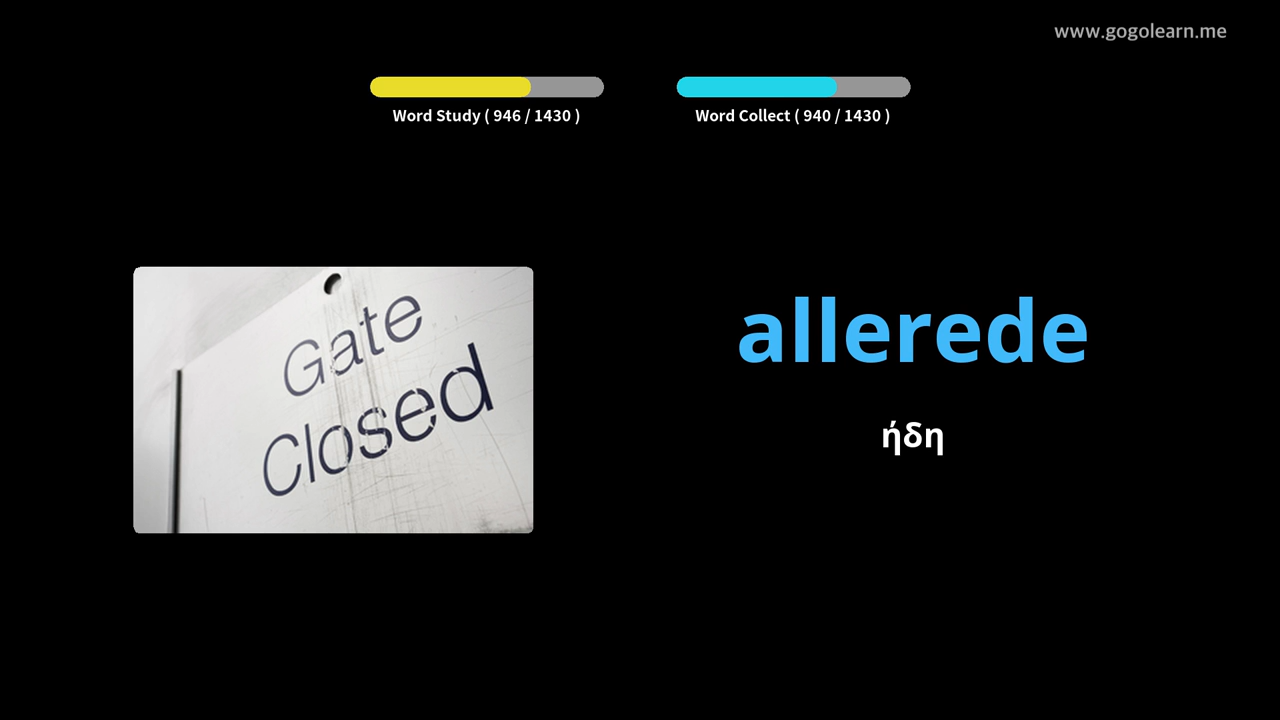 www.gogolearn.me
Word Study ( 946 / 1430 )
Word Collect ( 940 / 1430 )
Gate
Closed
allerede
ήδη